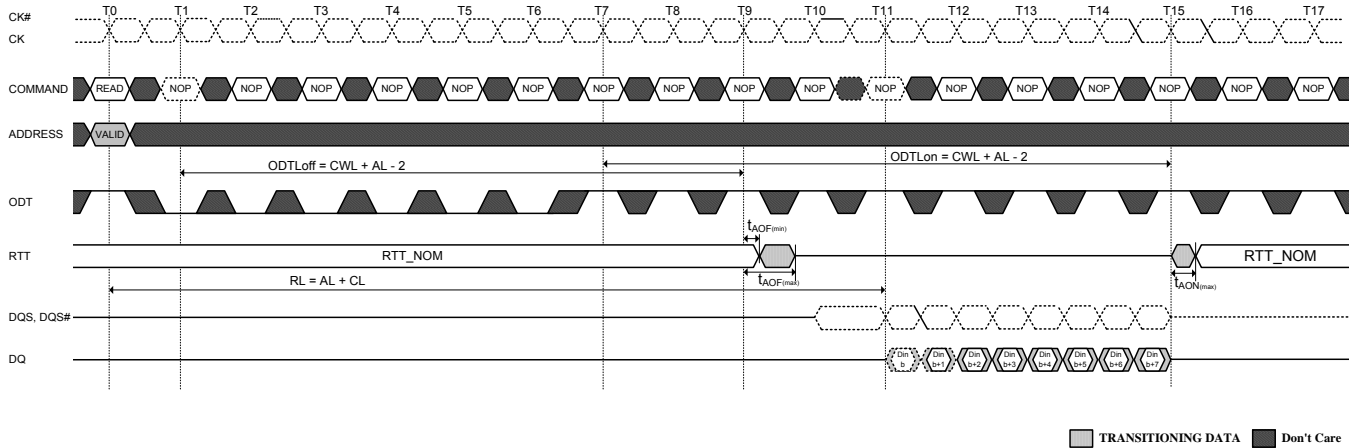 CK#
CK
T0 T1 T2 T3 T4 T5 T6 T7 T8 T9 T10 T11 T12 T13 T14 T15 T16 T17
COMMAND READ NOP NOP NOP NOP NOP NOP NOP NOP NOP NOP NOP NOP NOP NOP NOP NOP NOP
ADDRESS VALID
ODTLoff = CWL + AL - 2
ODTLon = CWL + AL - 2
ODT
tAOF(min)
RTT RTT_NOM RTT_NOM
tAOF(max)
tAON(max)
RL = AL + CL
DQS, DQS#
DQ
Din b
Din b+1
Din b+2
Din b+3
Din b+4
Din b+5
Din b+6
Din b+7
TRANSITIONING DATA Don't Care